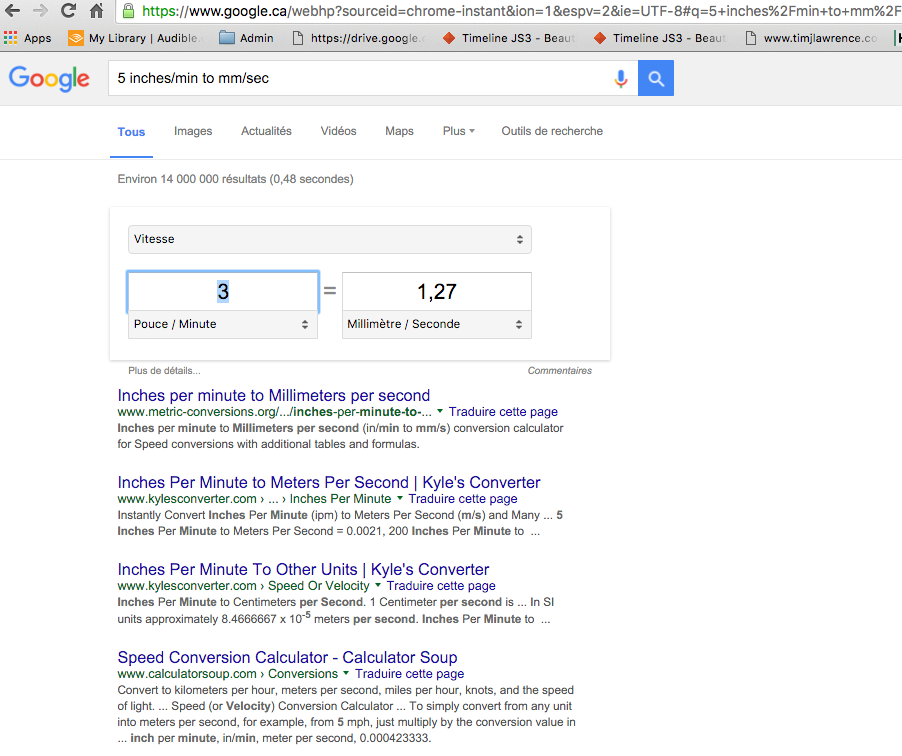 https://www.google.ca/webhp?sourceid=chrome-instant&ion=1&espv=2&ie=UTF-8#q=5+inches%2Fmin+to+mm%2F
Apps My Library | Audible Admin https://drive.google. Timeline JS3 - Beaut Timeline JS3 - Beau www.timjlawrence.co
Google 5 inches/min to mm/sec
Tous Images Actualités Vidéos Maps Plus Outils de recherche
Environ 14 000 000 résultats (0,48 secondes)
Vitesse
3 = 1,27
Pouce / Minute Millimètre / Seconde
Plus de détails... Commentaires
Inches per minute to Millimeters per second
www.metric-conversions.org/.../inches-per-minute-to-... Traduire cette page
Inches per minute to Millimeters per second (in/min to mm/s) conversion calculator
for Speed conversions with additional tables and formulas.
Inches Per Minute to Meters Per Second | Kyle's Converter
www.kylesconverter.com › ... › Inches Per Minute Traduire cette page
Instantly Convert Inches Per Minute (ipm) to Meters Per Second (m/s) and Many ... 5
Inches Per Minute to Meters Per Second = 0.0021, 200 Inches Per Minute to ...
Inches Per Minute To Other Units | Kyle's Converter
www.kylesconverter.com › Speed Or Velocity Traduire cette page
Inches Per Minute to Centimeters per Second. 1 Centimeter per second is ... In SI
units approximately 8.4666667 x 10⁻⁵ meters per second. Inches Per Minute to ...
Speed Conversion Calculator - Calculator Soup
www.calculatorsoup.com › Conversions Traduire cette page
Convert to kilometers per hour, meters per second, miles per hour, knots, and the speed
of light. ... Speed (or Velocity) Conversion Calculator ... To simply convert from any unit
into meters per second, for example, from 5 mph, just multiply by the conversion value in
... inch per minute, in/min, meter per second, 0.000423333.